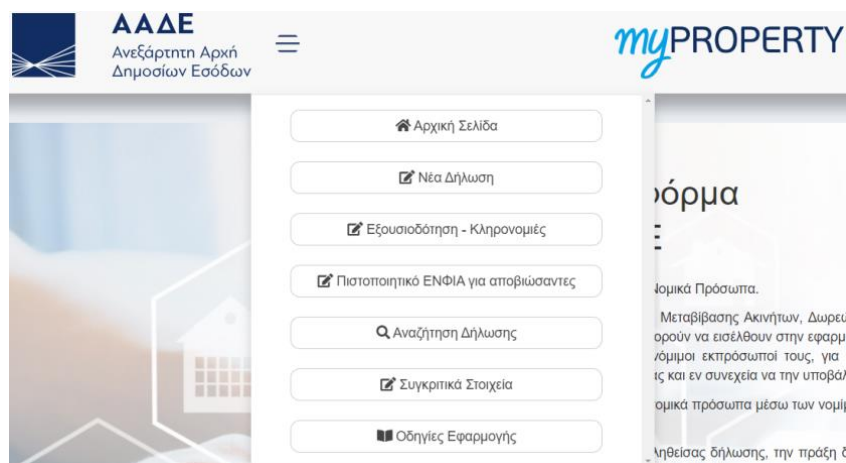 ΑΑΔΕ
Ανεξάρτητη Αρχή
Δημοσίων Εσόδων
myPROPERTY
Αρχική Σελίδα
Νέα Δήλωση
Εξουσιοδότηση - Κληρονομιές
Πιστοποιητικό ΕΝΦΙΑ για αποβιώσαντες
Αναζήτηση Δήλωσης
Συγκριτικά Στοιχεία
Οδηγίες Εφαρμογής
όρμα
Νομικά Πρόσωπα.
Μεταβίβασης Ακινήτων, Δωρεώ
ορούν να εισέλθουν στην εφαρμ
νόμιμοι εκπρόσωποί τους, για
ας και εν συνεχεία να την υποβάλ
ομικά πρόσωπα μέσω των νομίμ
ληθείσας δήλωσης, την πράξη δ